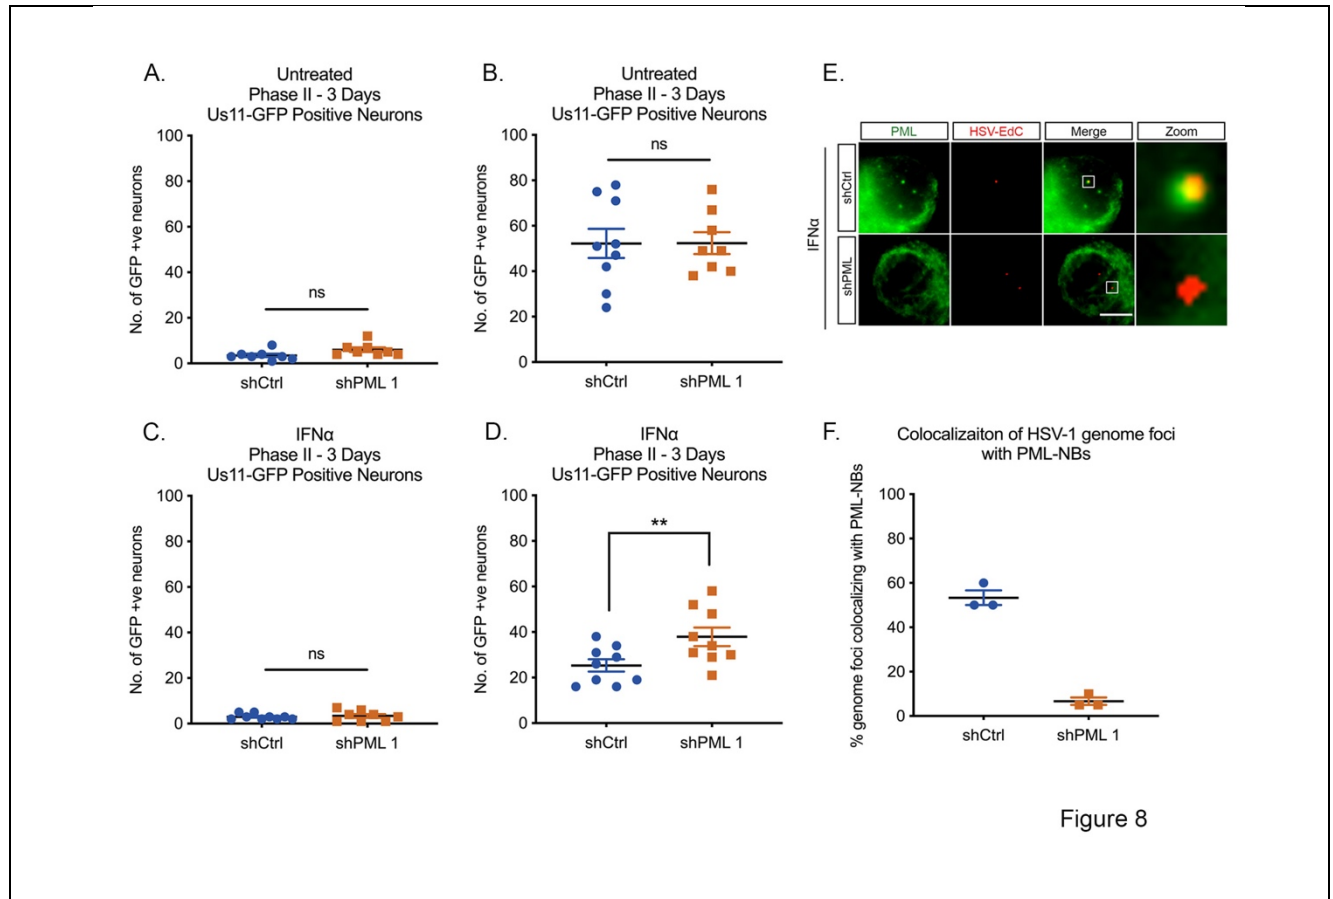 A.
Untreated
Phase II - 3 Days
Us11-GFP Positive Neurons
No. of GFP +ve neurons
100
80
60
40
20
0
ns
shCtrl
shPML 1
B.
Untreated
Phase II - 3 Days
Us11-GFP Positive Neurons
No. of GFP +ve neurons
100
80
60
40
20
0
ns
shCtrl
shPML 1
E.
PML
HSV-EdC
Merge
Zoom
IFNα
shCtrl
shPML
C.
IFNα
Phase II - 3 Days
Us11-GFP Positive Neurons
No. of GFP +ve neurons
100
80
60
40
20
0
ns
shCtrl
shPML 1
D.
IFNα
Phase II - 3 Days
Us11-GFP Positive Neurons
No. of GFP +ve neurons
100
80
60
40
20
0
**
shCtrl
shPML 1
F.
Colocalizaiton of HSV-1 genome foci
with PML-NBs
% genome foci colocalizing with PML-NBs
100
80
60
40
20
0
shCtrl
shPML 1
Figure 8